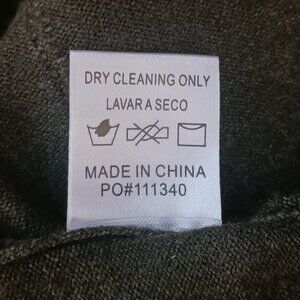 DRY CLEANING ONLY
LAVAR A SECO
MADE IN CHINA
PO#111340